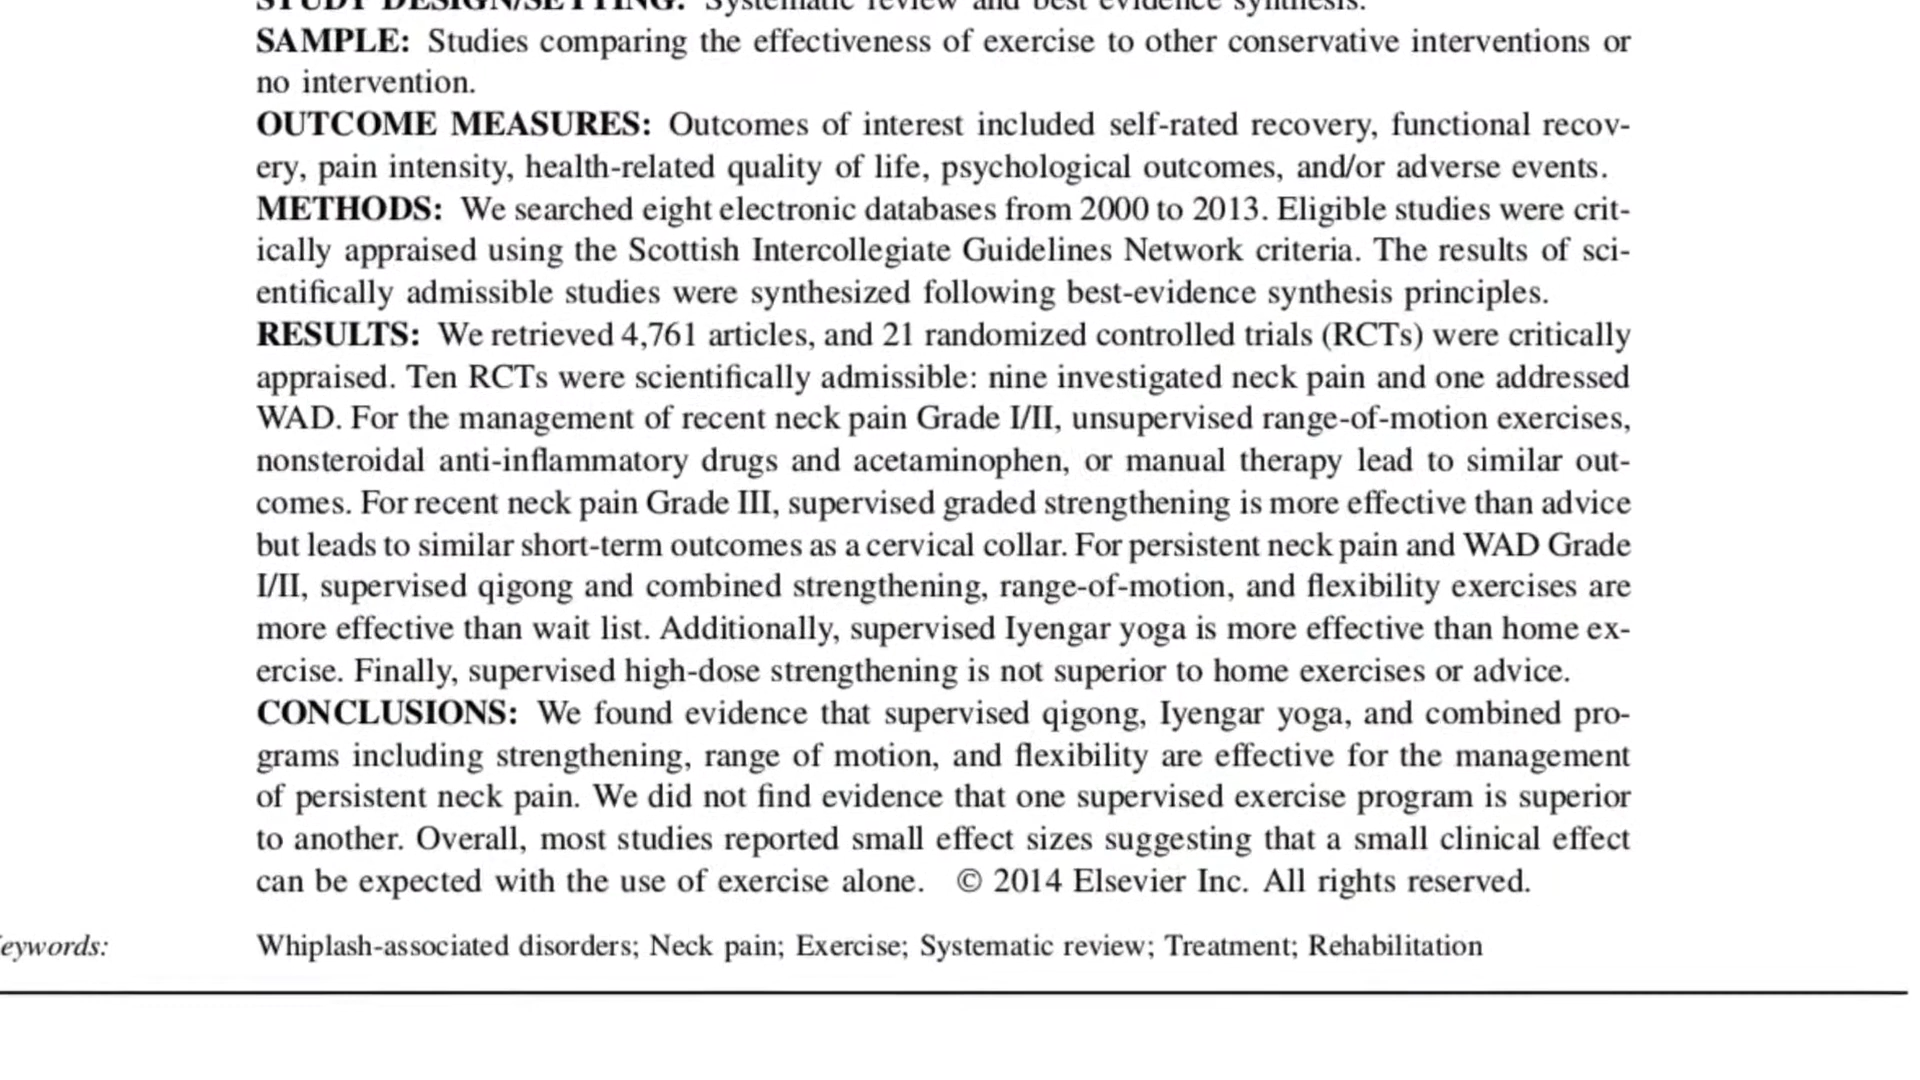 STUDY DESIGN/SETTING: Systematic review and best evidence synthesis.
SAMPLE: Studies comparing the effectiveness of exercise to other conservative interventions or
no intervention.
OUTCOME MEASURES: Outcomes of interest included self-rated recovery, functional recov-
ery, pain intensity, health-related quality of life, psychological outcomes, and/or adverse events.
METHODS: We searched eight electronic databases from 2000 to 2013. Eligible studies were crit-
ically appraised using the Scottish Intercollegiate Guidelines Network criteria. The results of sci-
entifically admissible studies were synthesized following best-evidence synthesis principles.
RESULTS: We retrieved 4,761 articles, and 21 randomized controlled trials (RCTs) were critically
appraised. Ten RCTs were scientifically admissible: nine investigated neck pain and one addressed
WAD. For the management of recent neck pain Grade I/II, unsupervised range-of-motion exercises,
nonsteroidal anti-inflammatory drugs and acetaminophen, or manual therapy lead to similar out-
comes. For recent neck pain Grade III, supervised graded strengthening is more effective than advice
but leads to similar short-term outcomes as a cervical collar. For persistent neck pain and WAD Grade
I/II, supervised qigong and combined strengthening, range-of-motion, and flexibility exercises are
more effective than wait list. Additionally, supervised Iyengar yoga is more effective than home ex-
ercise. Finally, supervised high-dose strengthening is not superior to home exercises or advice.
CONCLUSIONS: We found evidence that supervised qigong, Iyengar yoga, and combined pro-
grams including strengthening, range of motion, and flexibility are effective for the management
of persistent neck pain. We did not find evidence that one supervised exercise program is superior
to another. Overall, most studies reported small effect sizes suggesting that a small clinical effect
can be expected with the use of exercise alone. © 2014 Elsevier Inc. All rights reserved.
eywords: Whiplash-associated disorders; Neck pain; Exercise; Systematic review; Treatment; Rehabilitation